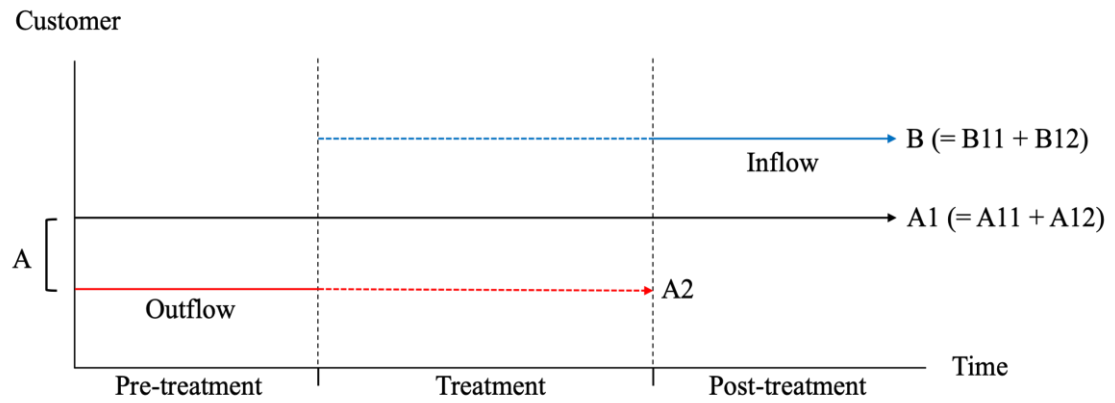 Customer
B (= B11 + B12)
Inflow
A1 (= A11 + A12)
A
A2
Outflow
Time
Pre-treatment
Treatment
Post-treatment